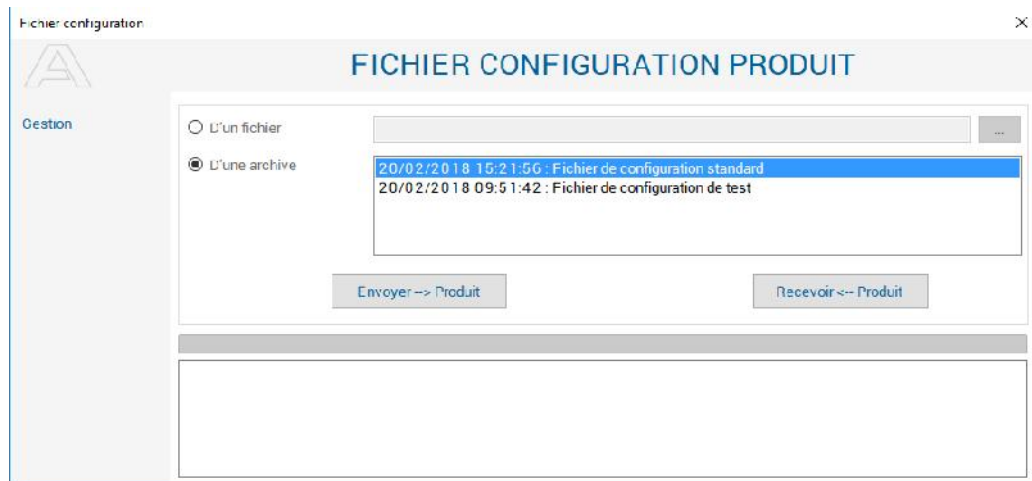 Fichier configuration
FICHIER CONFIGURATION PRODUIT
Gestion
D'un fichier
...
D'une archive
20/02/2018 15:21:56 : Fichier de configuration standard
20/02/2018 09:51:42 : Fichier de configuration de test
Envoyer --> Produit
Recevoir <-- Produit